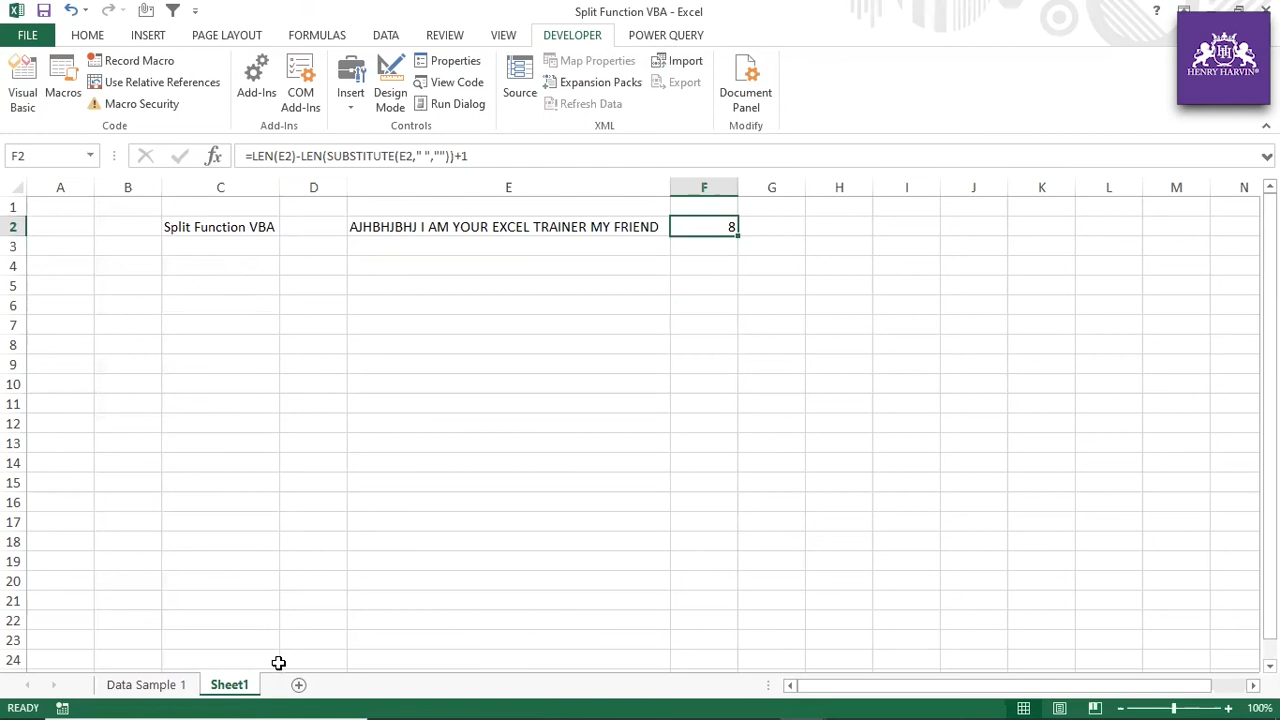 Split Function VBA - Excel
?
FILE
HOME
INSERT
PAGE LAYOUT
FORMULAS
DATA
REVIEW
VIEW
DEVELOPER
POWER QUERY
HENRY HARVIN®
Visual Basic
Macros
Record Macro
Use Relative References
Macro Security
Code
Add-Ins
COM Add-Ins
Add-Ins
Insert
Design Mode
Properties
View Code
Run Dialog
Controls
Source
Map Properties
Expansion Packs
Refresh Data
Import
Export
XML
Document Panel
Modify
F2
fx
=LEN(E2)-LEN(SUBSTITUTE(E2," ",""))+1
A B C D E F G H I J K L M N
1
2 Split Function VBA AJHBHJBHJ I AM YOUR EXCEL TRAINER MY FRIEND 8
3
4
5
6
7
8
9
10
11
12
13
14
15
16
17
18
19
20
21
22
23
24
Data Sample 1 Sheet1
READY
100%